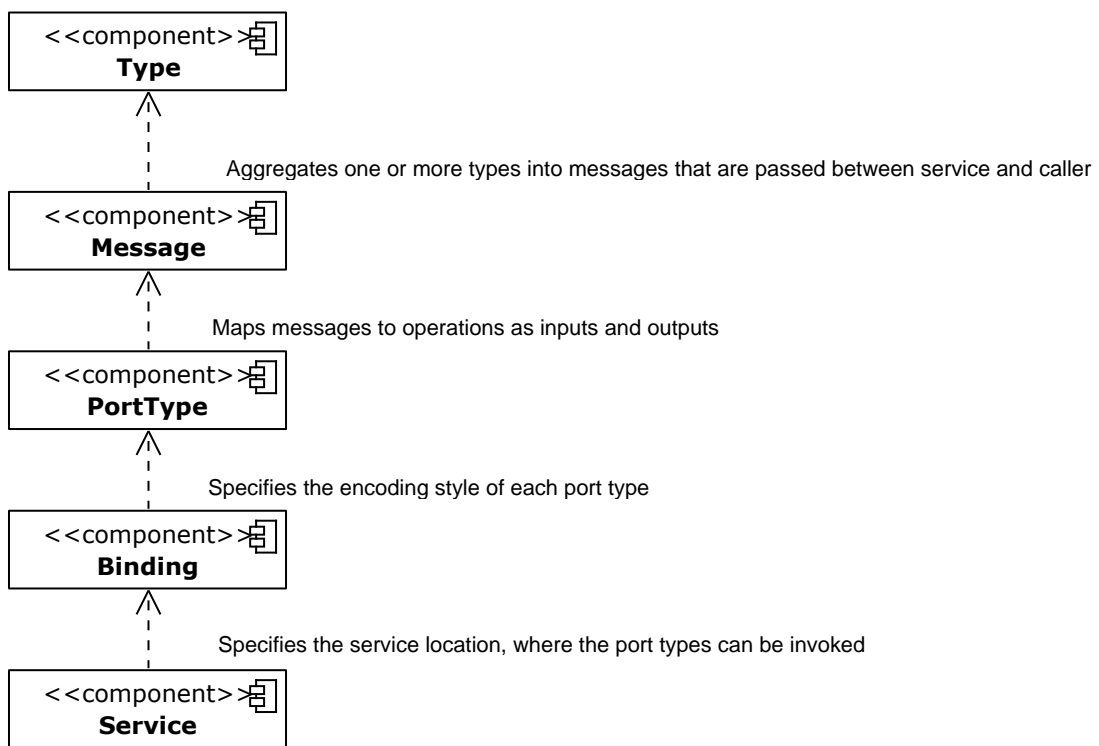 <<component>>
Type
Aggregates one or more types into messages that are passed between service and caller
<<component>>
Message
Maps messages to operations as inputs and outputs
<<component>>
PortType
Specifies the encoding style of each port type
<<component>>
Binding
Specifies the service location, where the port types can be invoked
<<component>>
Service